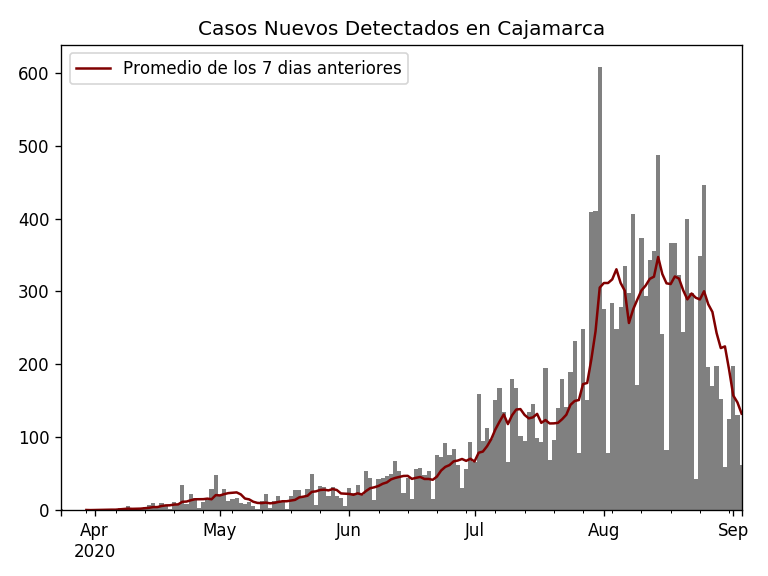 Casos Nuevos Detectados en Cajamarca
Promedio de los 7 dias anteriores
600
500
400
300
200
100
0
Apr May Jun Jul Aug Sep
2020